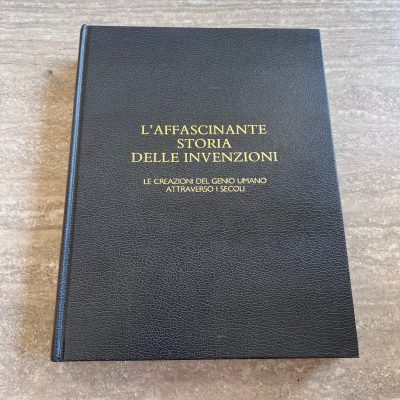 L'AFFASCINANTE
STORIA
DELLE INVENZIONI
LE CREAZIONI DEL GENIO UMANO
ATTRAVERSO I SECOLI